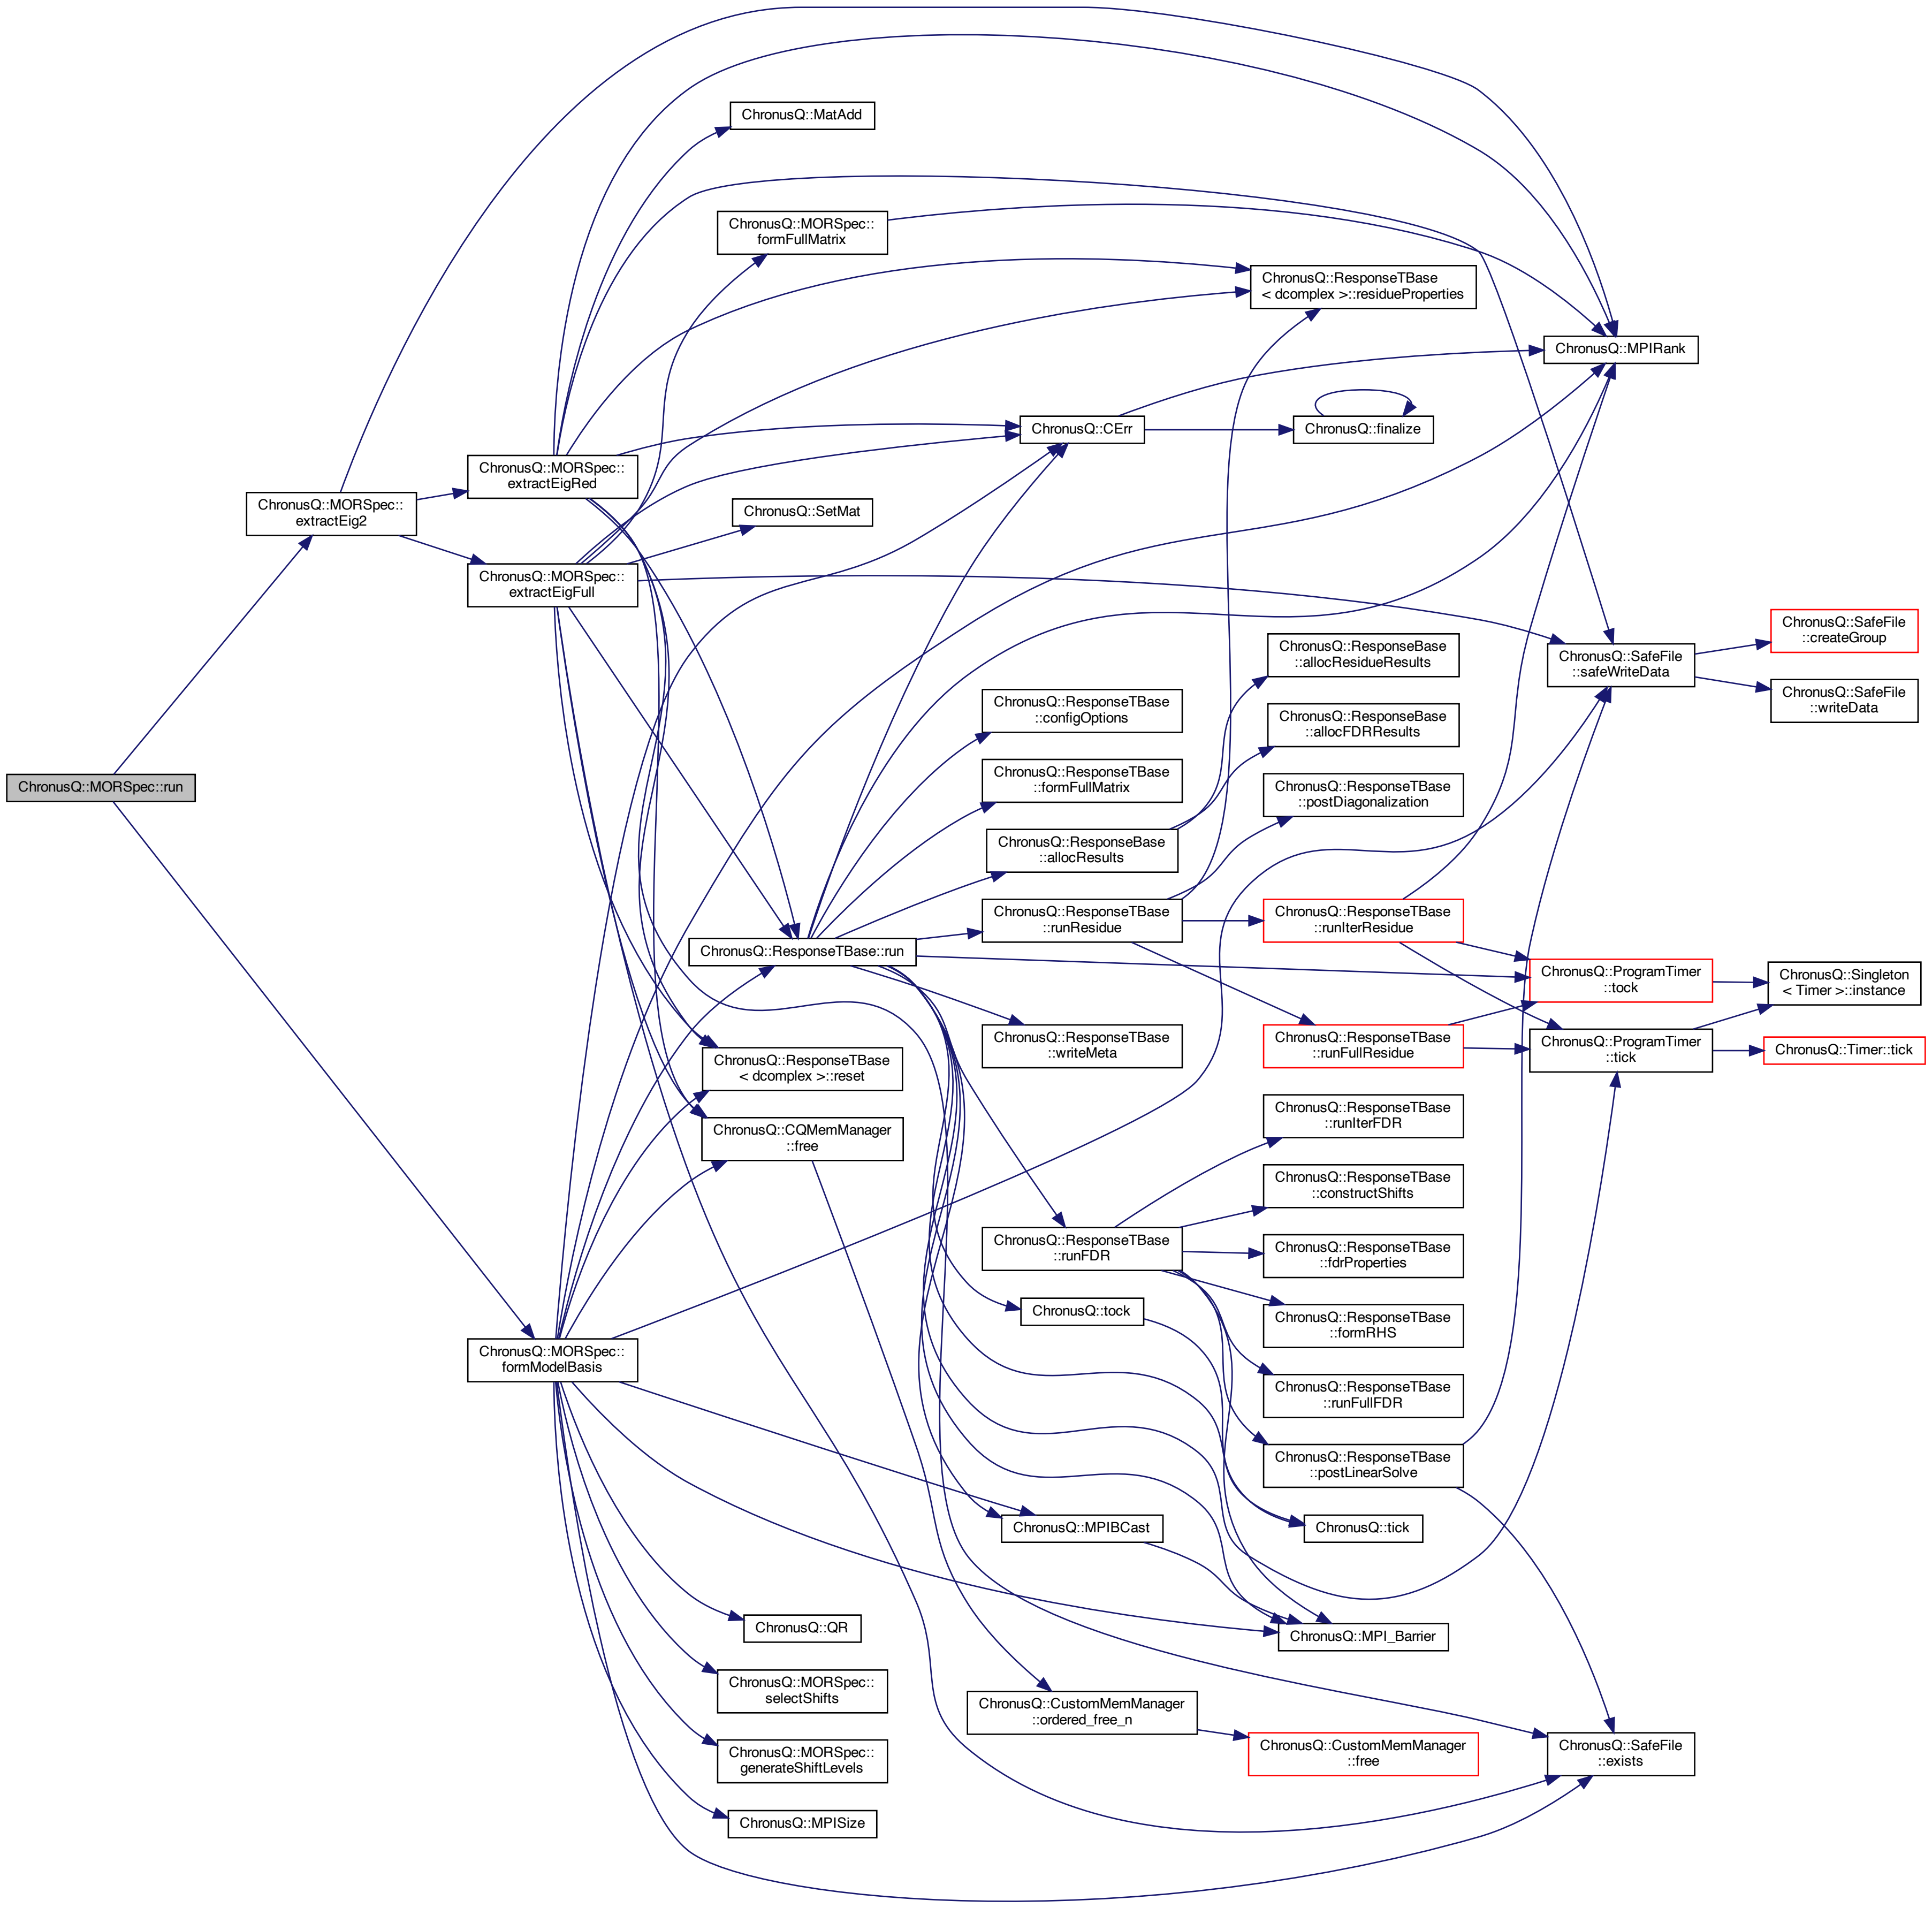 ChronusQ::MORSpec::run
ChronusQ::MORSpec::
extractEig2
ChronusQ::MORSpec::
extractEigRed
ChronusQ::MORSpec::
extractEigFull
ChronusQ::MORSpec::
formModelBasis
ChronusQ::MatAdd
ChronusQ::MORSpec::
formFullMatrix
ChronusQ::SetMat
ChronusQ::ResponseTBase::run
ChronusQ::ResponseTBase
< dcomplex >::reset
ChronusQ::CQMemManager
::free
ChronusQ::QR
ChronusQ::MORSpec::
selectShifts
ChronusQ::MORSpec::
generateShiftLevels
ChronusQ::MPISize
ChronusQ::CErr
ChronusQ::ResponseTBase
::configOptions
ChronusQ::ResponseTBase
::formFullMatrix
ChronusQ::ResponseBase
::allocResults
ChronusQ::ResponseTBase
::runResidue
ChronusQ::ResponseTBase
::writeMeta
ChronusQ::ResponseTBase
::runFDR
ChronusQ::tock
ChronusQ::MPIBCast
ChronusQ::CustomMemManager
::ordered_free_n
ChronusQ::ResponseTBase
< dcomplex >::residueProperties
ChronusQ::finalize
ChronusQ::ResponseBase
::allocResidueResults
ChronusQ::ResponseBase
::allocFDRResults
ChronusQ::ResponseTBase
::postDiagonalization
ChronusQ::ResponseTBase
::runIterResidue
ChronusQ::ResponseTBase
::runFullResidue
ChronusQ::ResponseTBase
::runIterFDR
ChronusQ::ResponseTBase
::constructShifts
ChronusQ::ResponseTBase
::fdrProperties
ChronusQ::ResponseTBase
::formRHS
ChronusQ::ResponseTBase
::runFullFDR
ChronusQ::ResponseTBase
::postLinearSolve
ChronusQ::tick
ChronusQ::MPI_Barrier
ChronusQ::CustomMemManager
::free
ChronusQ::MPIRank
ChronusQ::SafeFile
::safeWriteData
ChronusQ::ProgramTimer
::tock
ChronusQ::ProgramTimer
::tick
ChronusQ::SafeFile
::exists
ChronusQ::SafeFile
::createGroup
ChronusQ::SafeFile
::writeData
ChronusQ::Singleton
< Timer >::instance
ChronusQ::Timer::tick